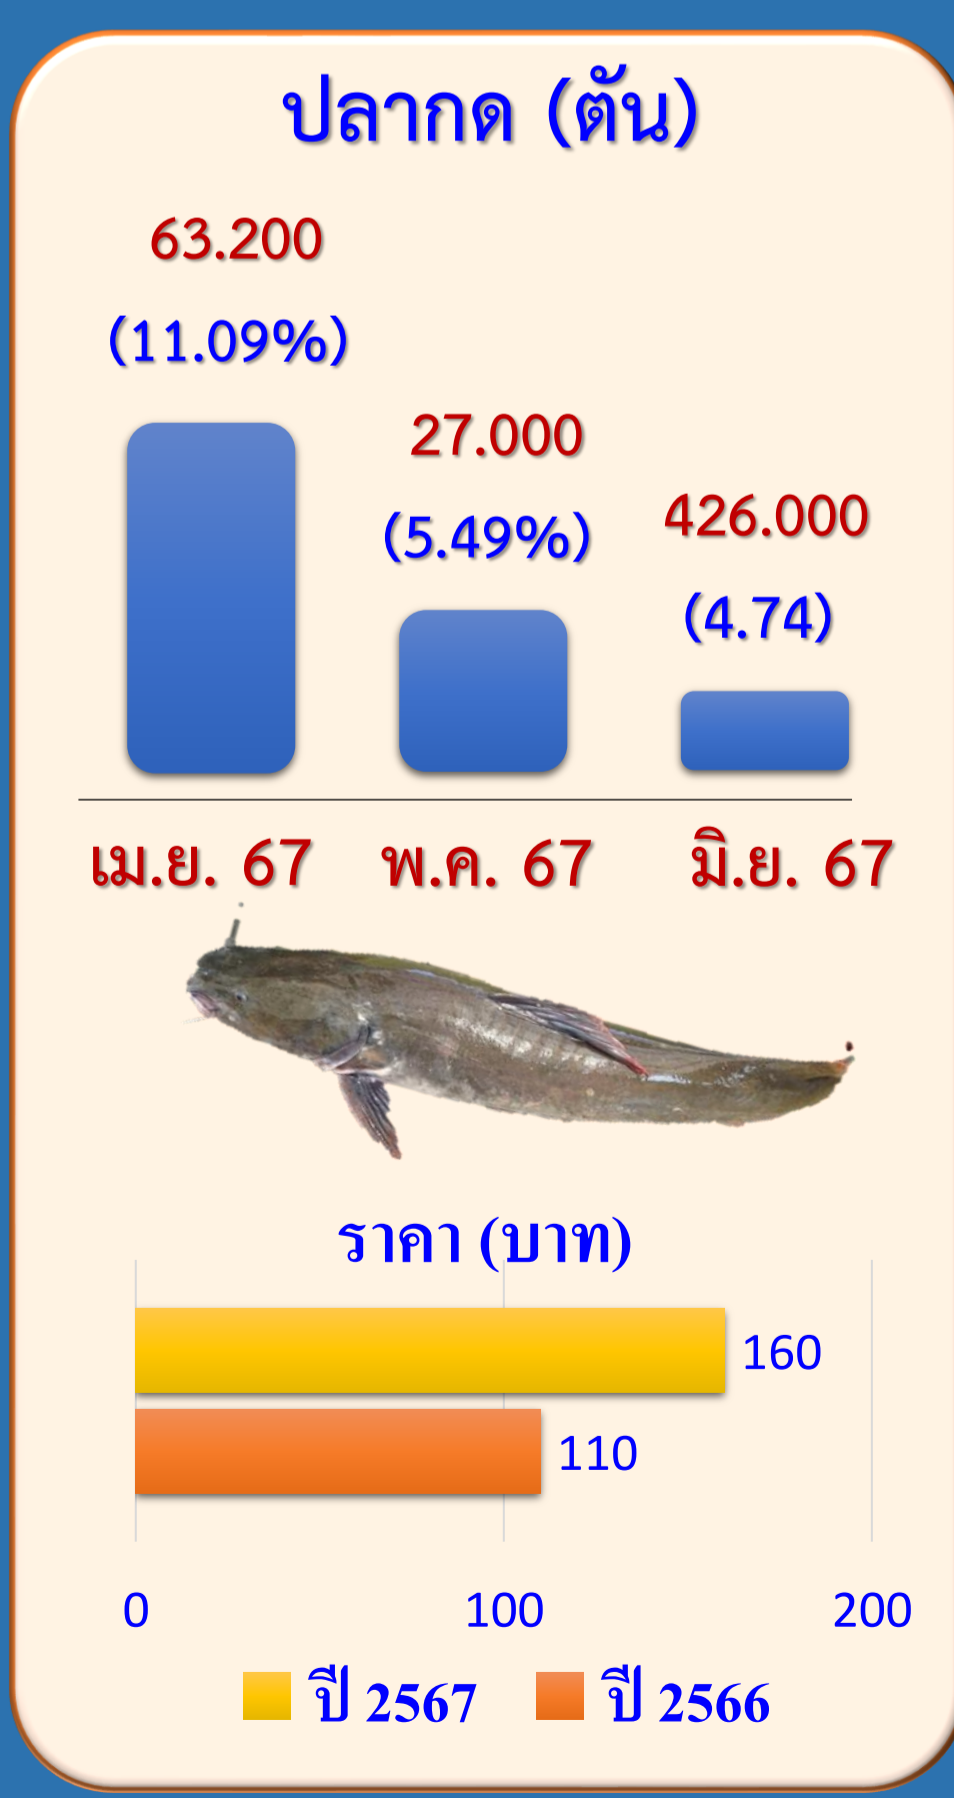 ปลากด (ตัน)
63.200
(11.09%)
27.000
(5.49%)
426.000
(4.74)
เม.ย. 67
พ.ค. 67
มิ.ย. 67
ราคา (บาท)
160
110
0
100
200
ปี 2567
ปี 2566